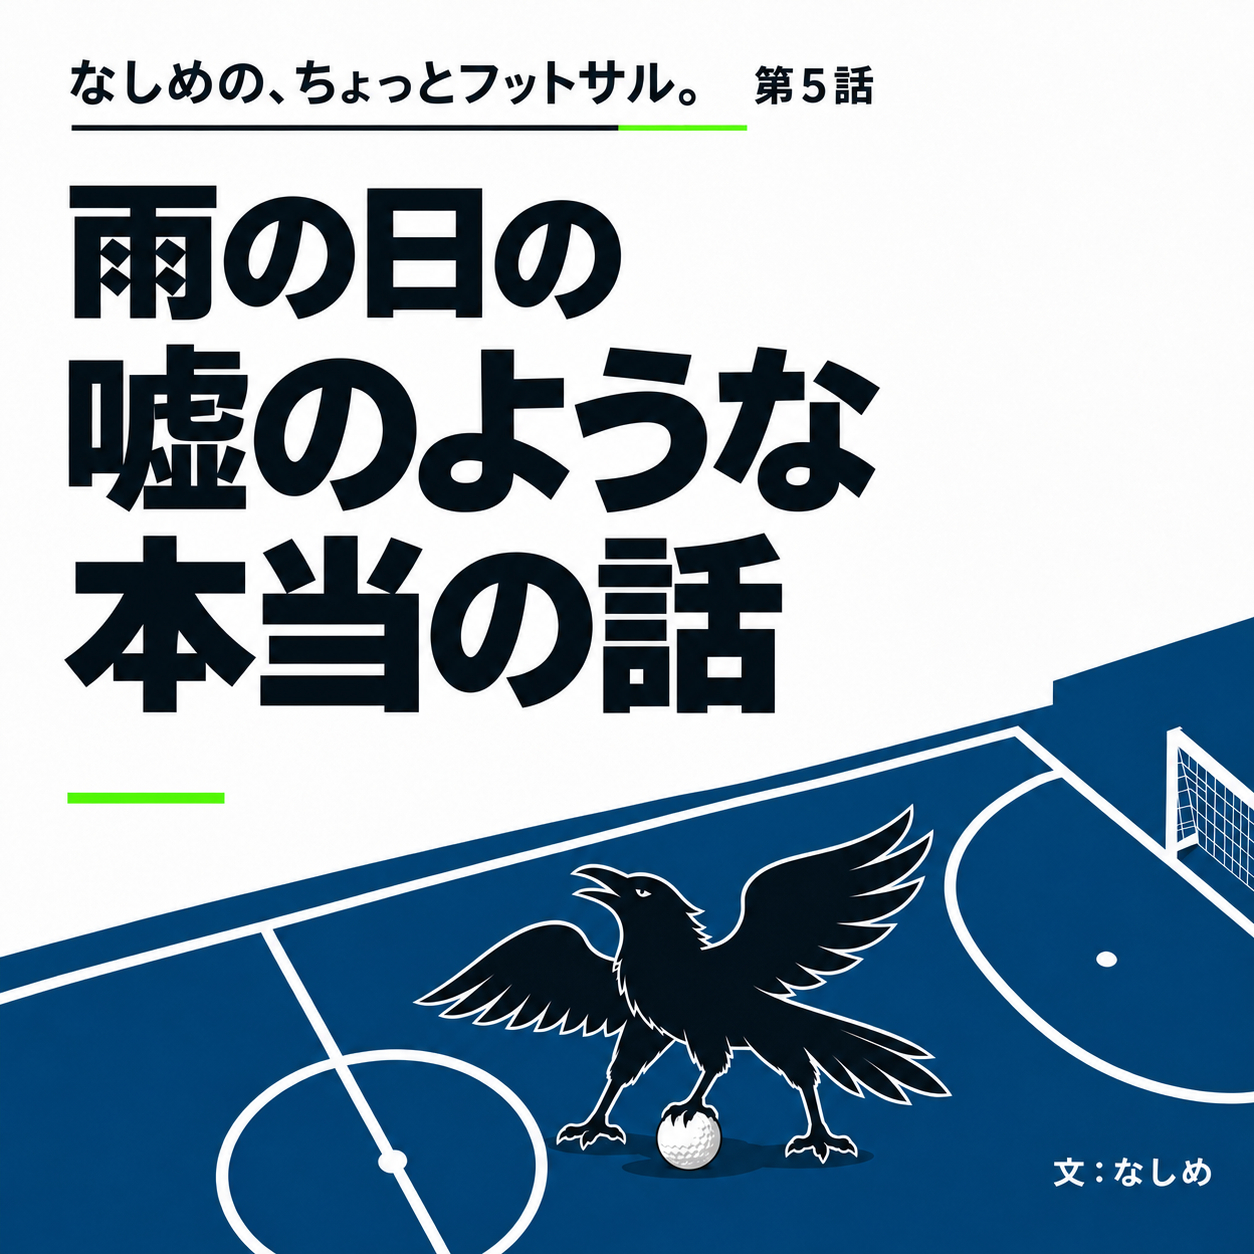 なしめの、ちょっとフットサル。 第5話
雨の日の
嘘のような
本当の話
文：なしめ